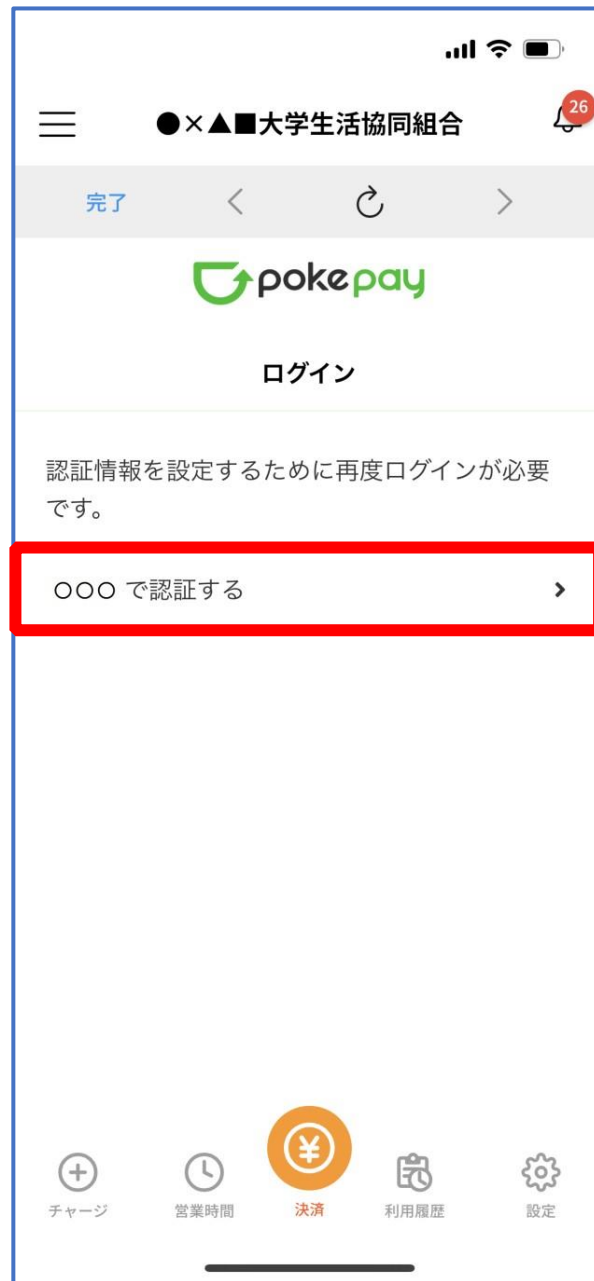 ●×▲■大学生活協同組合
26
完了
pokepay
ログイン
認証情報を設定するために再度ログインが必要
です。
○○○ で認証する
チャージ
営業時間
決済
利用履歴
設定